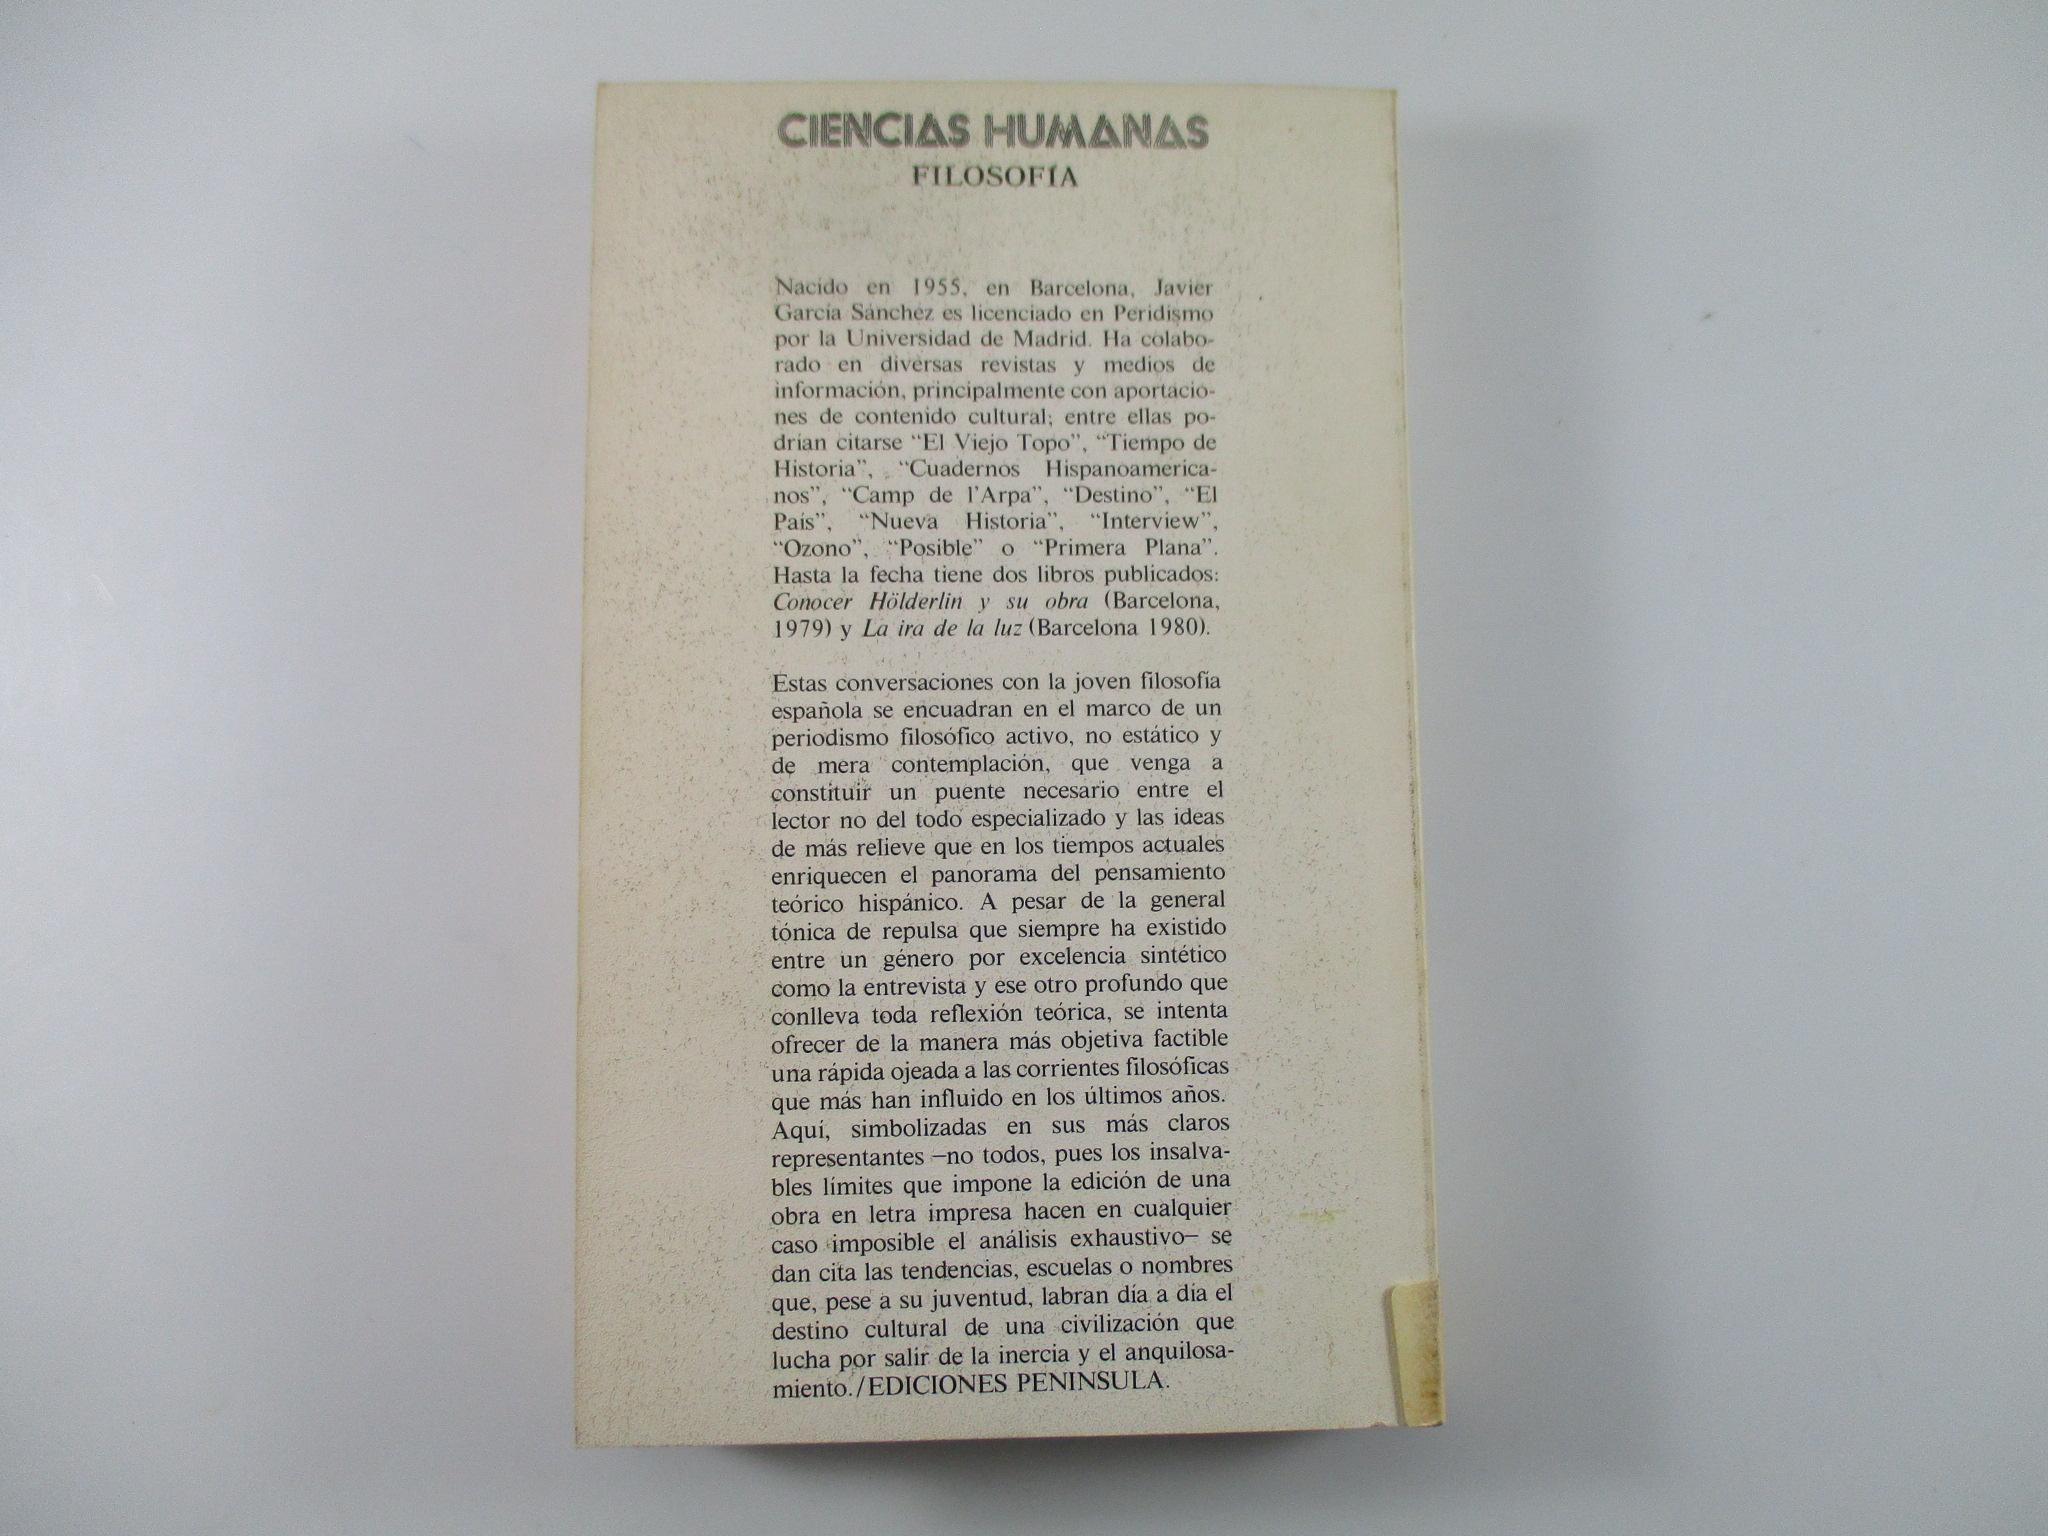 CIENCIAS HUMANAS
FILOSOFÍA
Nacido en 1955, en Barcelona, Javier
García Sánchez es licenciado en Peridismo
por la Universidad de Madrid. Ha colabo-
rado en diversas revistas y medios de
información, principalmente con aportacio-
nes de contenido cultural; entre ellas po-
drían citarse “El Viejo Topo”, “Tiempo de
Historia”, “Cuadernos Hispanoamerica-
nos”, “Camp de l’Arpa”, “Destino”, “El
País”, “Nueva Historia”, “Interview”,
“Ozono”, “Posible” o “Primera Plana”.
Hasta la fecha tiene dos libros publicados:
Conocer Hölderlin y su obra (Barcelona,
1979) y La ira de la luz (Barcelona 1980).
Estas conversaciones con la joven filosofía
española se encuadran en el marco de un
periodismo filosófico activo, no estático y
de mera contemplación, que venga a
constituir un puente necesario entre el
lector no del todo especializado y las ideas
de más relieve que en los tiempos actuales
enriquecen el panorama del pensamiento
teórico hispánico. A pesar de la general
tónica de repulsa que siempre ha existido
entre un género por excelencia sintético
como la entrevista y ese otro profundo que
conlleva toda reflexión teórica, se intenta
ofrecer de la manera más objetiva factible
una rápida ojeada a las corrientes filosóficas
que más han influido en los últimos años.
Aquí, simbolizadas en sus más claros
representantes —no todos, pues los insalva-
bles límites que impone la edición de una
obra en letra impresa hacen en cualquier
caso imposible el análisis exhaustivo— se
dan cita las tendencias, escuelas o nombres
que, pese a su juventud, labran día a día el
destino cultural de una civilización que
lucha por salir de la inercia y el anquilosa-
miento./EDICIONES PENINSULA.